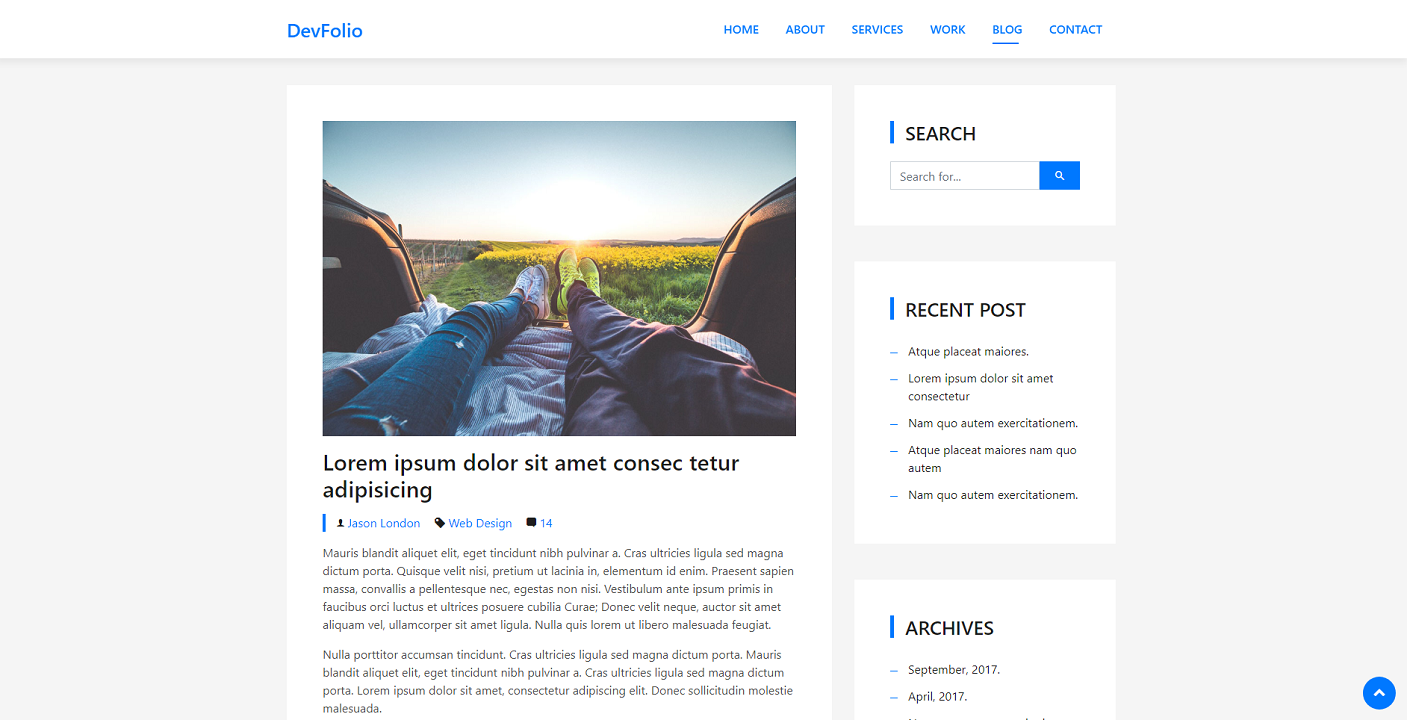 DevFolio
HOME ABOUT SERVICES WORK BLOG CONTACT
Lorem ipsum dolor sit amet consec tetur
adipisicing
Jason London Web Design 14
Mauris blandit aliquet elit, eget tincidunt nibh pulvinar a. Cras ultricies ligula sed magna
dictum porta. Quisque velit nisi, pretium ut lacinia in, elementum id enim. Praesent sapien
massa, convallis a pellentesque nec, egestas non nisi. Vestibulum ante ipsum primis in
faucibus orci luctus et ultrices posuere cubilia Curae; Donec velit neque, auctor sit amet
aliquam vel, ullamcorper sit amet ligula. Nulla quis lorem ut libero malesuada feugiat.
Nulla porttitor accumsan tincidunt. Cras ultricies ligula sed magna dictum porta. Mauris
blandit aliquet elit, eget tincidunt nibh pulvinar a. Cras ultricies ligula sed magna dictum
porta. Lorem ipsum dolor sit amet, consectetur adipiscing elit. Donec sollicitudin molestie
malesuada.
SEARCH
Search for...
RECENT POST
Atque placeat maiores.
Lorem ipsum dolor sit amet
consectetur
Nam quo autem exercitationem.
Atque placeat maiores nam quo
autem
Nam quo autem exercitationem.
ARCHIVES
September, 2017.
April, 2017.